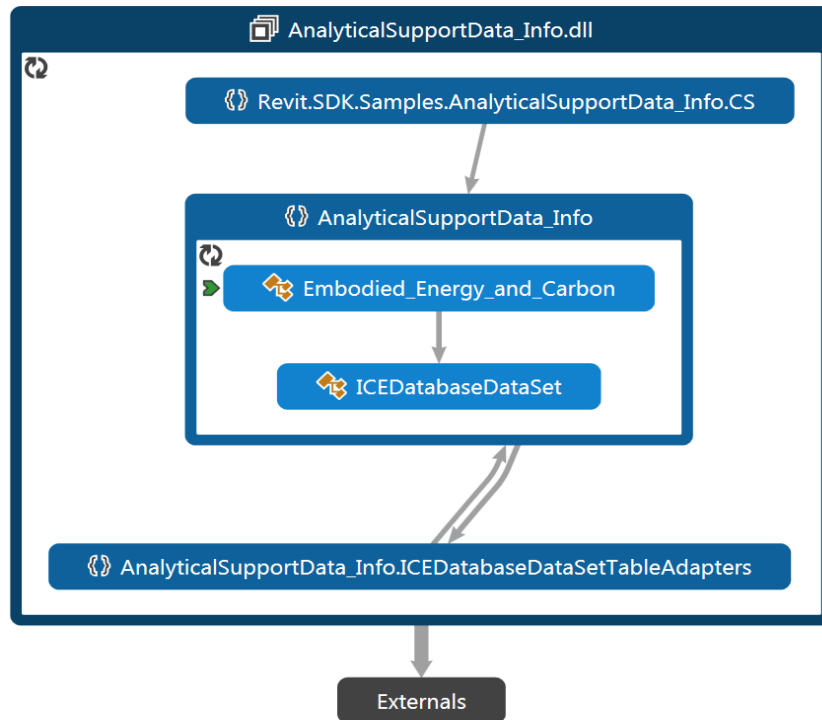 AnalyticalSupportData_Info.dll
Revit.SDK.Samples.AnalyticalSupportData_Info.CS
AnalyticalSupportData_Info
Embodied_Energy_and_Carbon
ICEDatabaseDataSet
AnalyticalSupportData_Info.ICEDatabaseDataSetTableAdapters
Externals